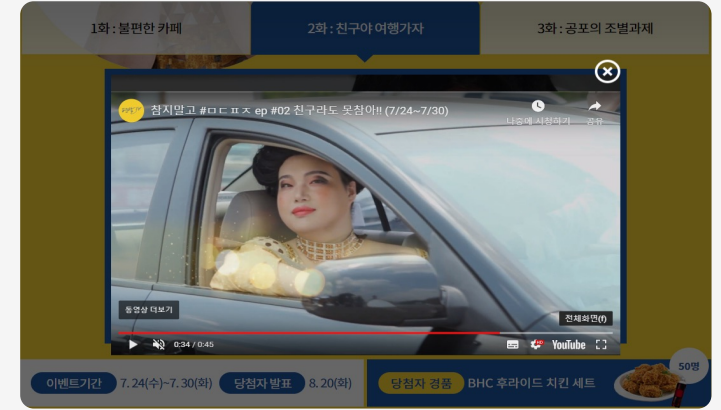 1화 : 불편한 카페
2화 : 친구야 여행가자
3화 : 공포의 조별과제
참지말고 #ㅁㄷㅍㅈ ep #02 친구라도 못참아!! (7/24~7/30)
나중에 시청하기
공유
동영상 더보기
전체화면(f)
0:34 / 0:45
HD
YouTube
이벤트기간 7. 24(수)~7. 30(화) 당첨자 발표 8. 20(화)
당첨자 경품 BHC 후라이드 치킨 세트
50명